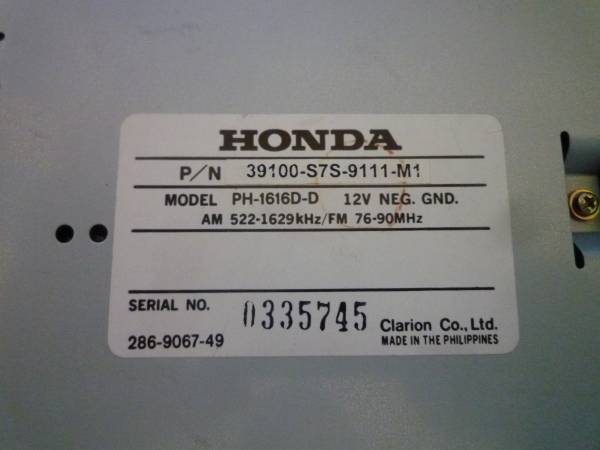 HONDA
P/N 39100-S7S-9111-M1
MODEL PH-1616D-D 12V NEG. GND.
AM 522-1629kHz/FM 76-90MHz
SERIAL NO. 0335745 Clarion Co., Ltd.
286-9067-49 MADE IN THE PHILIPPINES